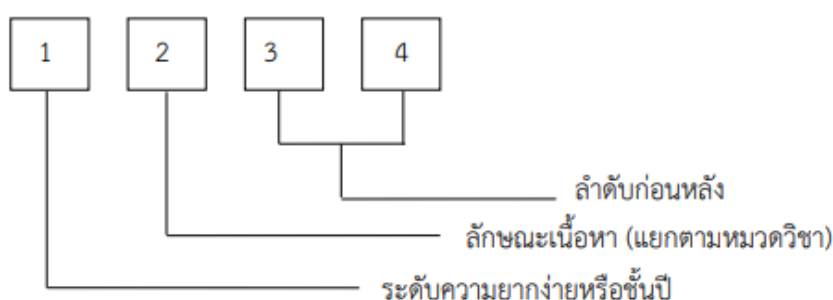 1 2 3 4
ลำดับก่อนหลัง
ลักษณะเนื้อหา (แยกตามหมวดวิชา)
ระดับความยากง่ายหรือชั้นปี